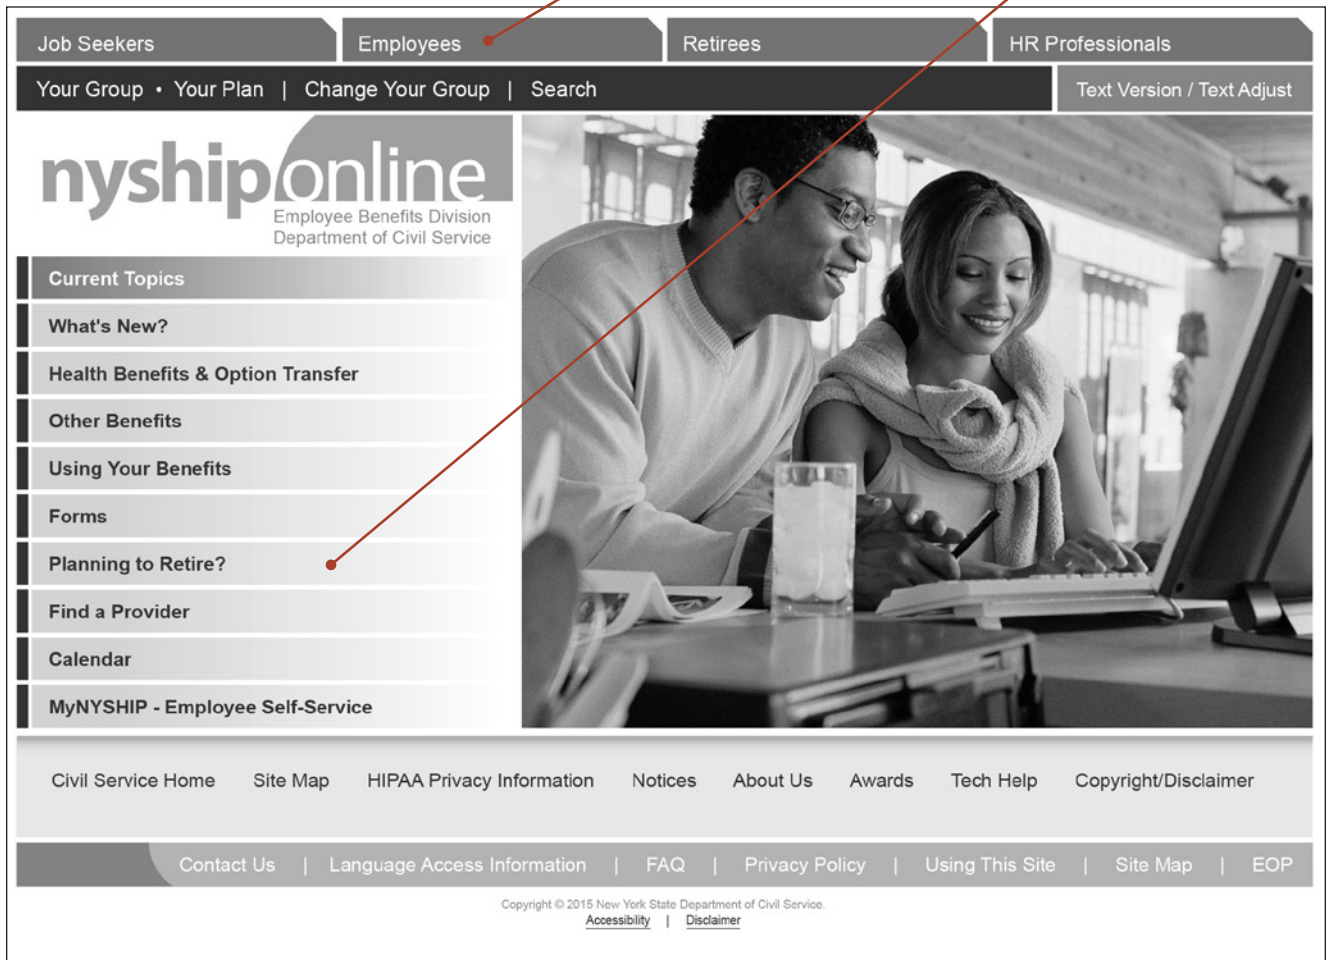 Job Seekers
Employees
Retirees
HR Professionals
Your Group • Your Plan | Change Your Group | Search
Text Version / Text Adjust
nyshiponline
Employee Benefits Division
Department of Civil Service
Current Topics
What's New?
Health Benefits & Option Transfer
Other Benefits
Using Your Benefits
Forms
Planning to Retire?
Find a Provider
Calendar
MyNYSHIP - Employee Self-Service
Civil Service Home Site Map HIPAA Privacy Information Notices About Us Awards Tech Help Copyright/Disclaimer
Contact Us | Language Access Information | FAQ | Privacy Policy | Using This Site | Site Map | EOP
Copyright © 2015 New York State Department of Civil Service.
Accessibility | Disclaimer